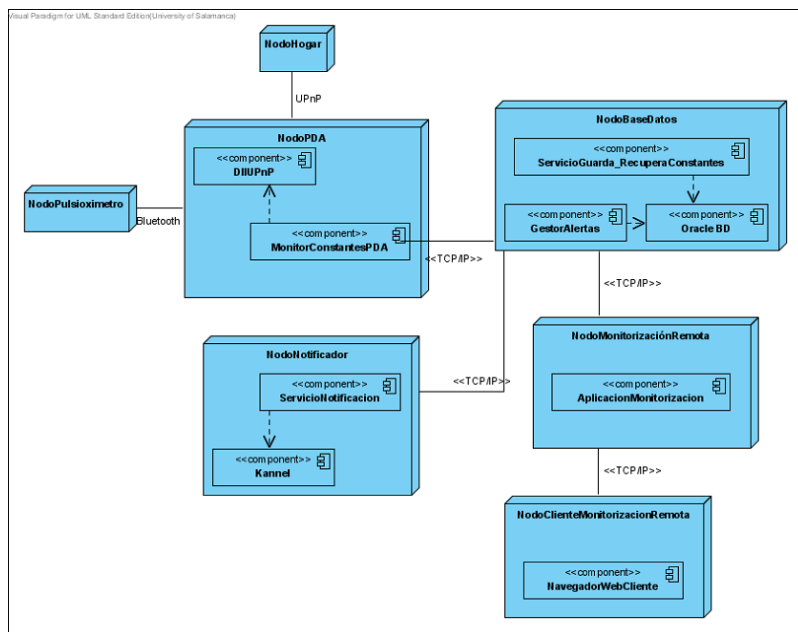 Visual Paradigm for UML Standard Edition(University of Salamanca)
NodoHogar
UPnP
NodoPDA
<<component>>
DllUPnP
<<component>>
MonitorConstantesPDA
NodoPulsioximetro
Bluetooth
NodoBaseDatos
<<component>>
ServicioGuarda_RecuperaConstantes
<<component>>
GestorAlertas
<<component>>
Oracle BD
<<TCP/IP>>
<<TCP/IP>>
NodoNotificador
<<component>>
ServicioNotificacion
<<component>>
Kannel
<<TCP/IP>>
NodoMonitorizaciónRemota
<<component>>
AplicacionMonitorizacion
<<TCP/IP>>
NodoClienteMonitorizacionRemota
<<component>>
NavegadorWebCliente